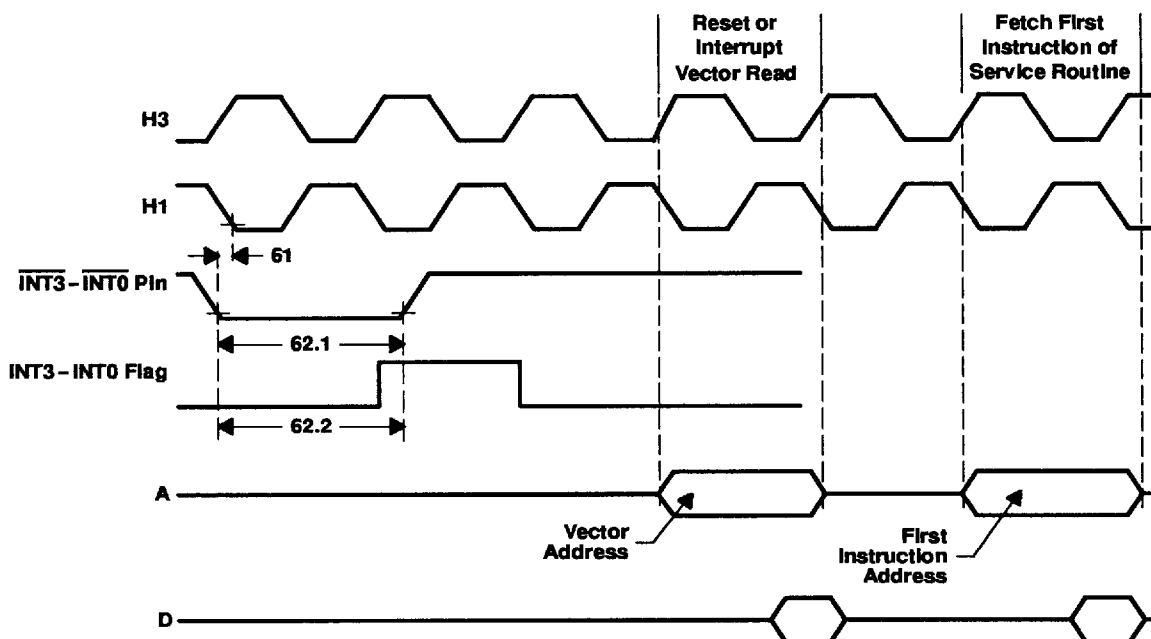 Reset or
Interrupt
Vector Read
Fetch First
Instruction of
Service Routine
H3
H1
61
INT3–INT0 Pin
62.1
INT3–INT0 Flag
62.2
A
Vector
Address
First
Instruction
Address
D